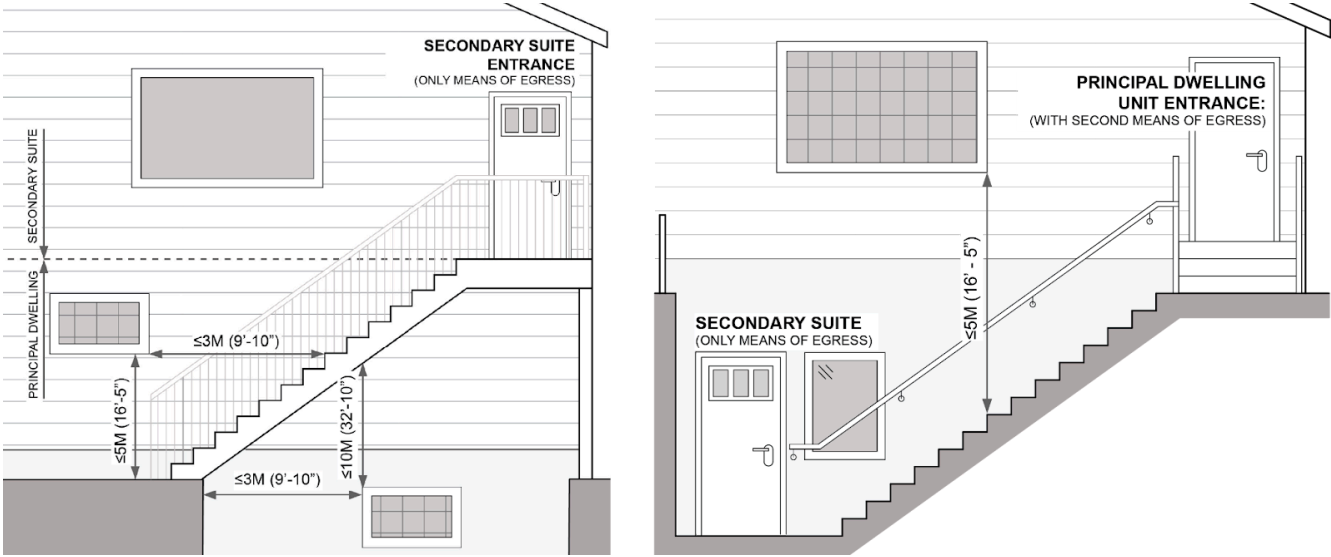 SECONDARY SUITE
ENTRANCE
(ONLY MEANS OF EGRESS)
SECONDARY SUITE
PRINCIPAL DWELLING
≤3M (9'-10")
≤5M (16'-5")
≤10M (32'-10")
≤3M (9'-10")
PRINCIPAL DWELLING
UNIT ENTRANCE:
(WITH SECOND MEANS OF EGRESS)
≤5M (16' - 5")
SECONDARY SUITE
(ONLY MEANS OF EGRESS)